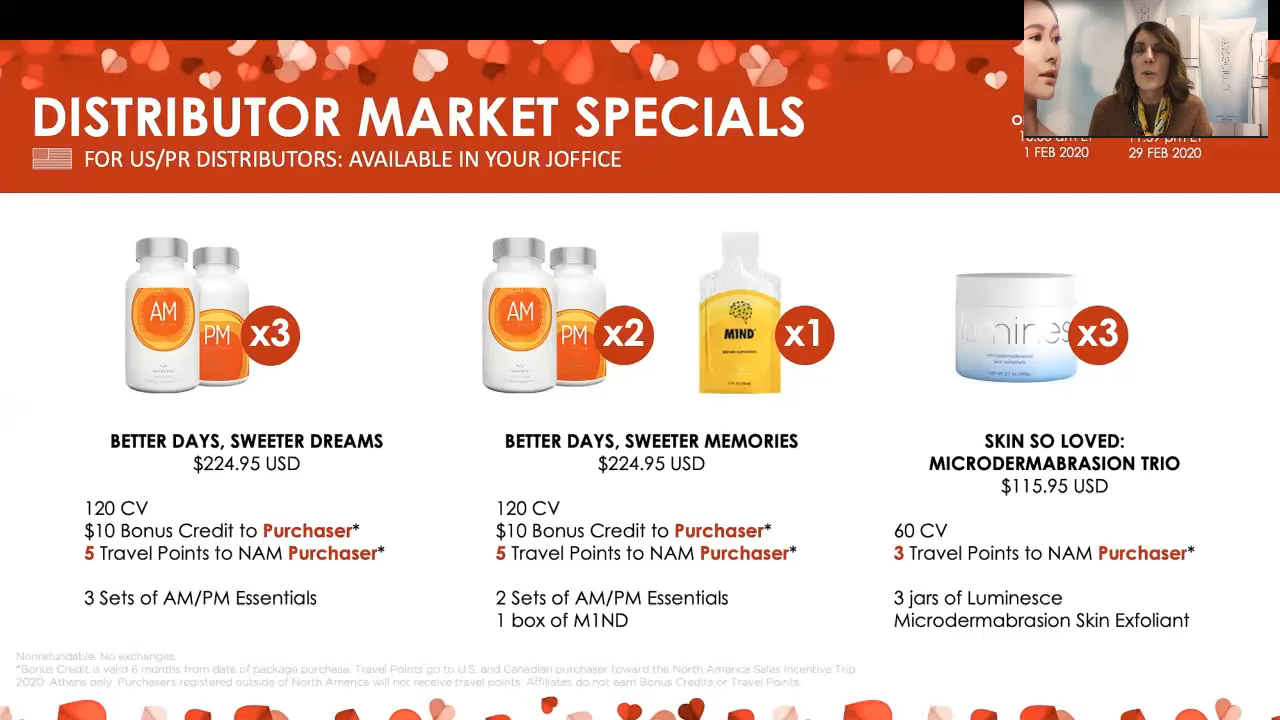 DISTRIBUTOR MARKET SPECIALS
FOR US/PR DISTRIBUTORS: AVAILABLE IN YOUR JOFFICE
1 FEB 2020
29 FEB 2020
luminesce
AM
PM
x3
AM
PM
x2
M1ND
DIETARY SUPPLEMENT
x1
microdermabrasion
skin exfoliant
x3
BETTER DAYS, SWEETER DREAMS
$224.95 USD
120 CV
$10 Bonus Credit to Purchaser*
5 Travel Points to NAM Purchaser*
3 Sets of AM/PM Essentials
BETTER DAYS, SWEETER MEMORIES
$224.95 USD
120 CV
$10 Bonus Credit to Purchaser*
5 Travel Points to NAM Purchaser*
2 Sets of AM/PM Essentials
1 box of M1ND
SKIN SO LOVED:
MICRODERMABRASION TRIO
$115.95 USD
60 CV
3 Travel Points to NAM Purchaser*
3 jars of Luminesce
Microdermabrasion Skin Exfoliant
Nonrefundable. No exchanges.
*Bonus Credit is valid 6 months from date of package purchase. Travel Points go to U.S. and Canadian purchaser toward the North America Sales Incentive Trip
2020: Athens only. Purchasers registered outside of North America will not receive travel points. Affiliates do not earn Bonus Credits or Travel Points.